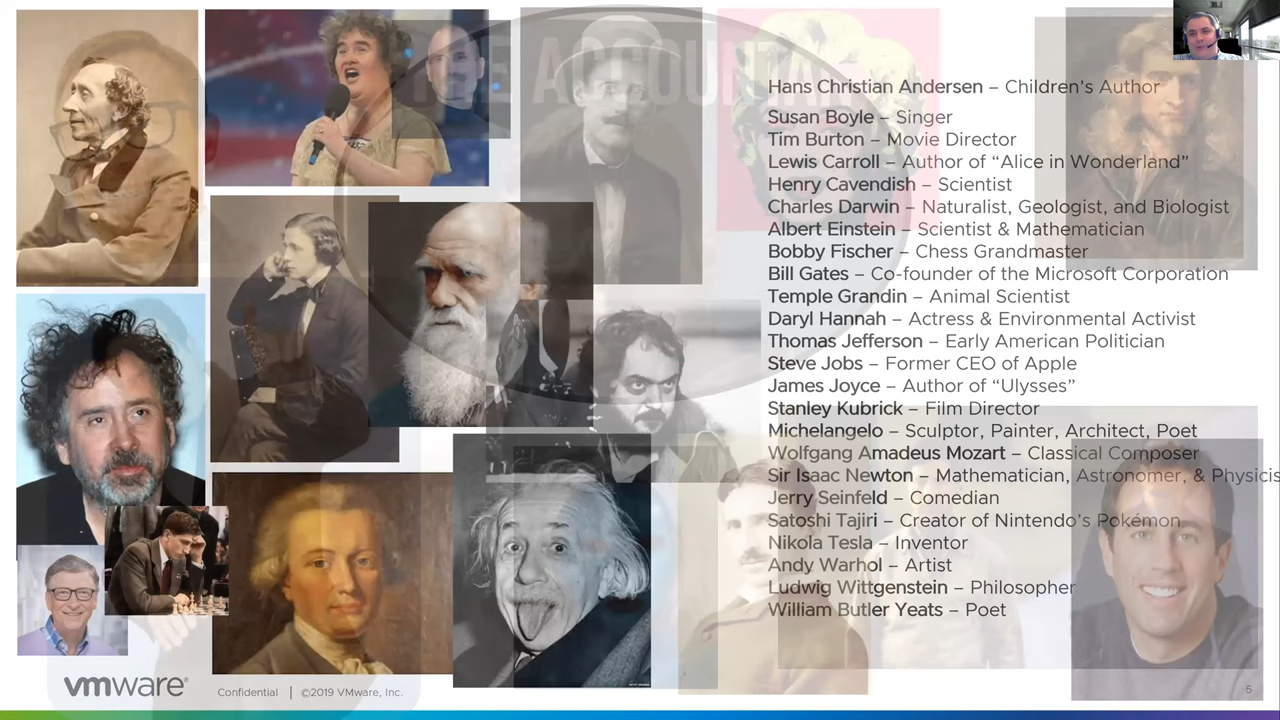 THE ACCOUNTANT
Hans Christian Andersen – Children's Author
Susan Boyle – Singer
Tim Burton – Movie Director
Lewis Carroll – Author of “Alice in Wonderland”
Henry Cavendish – Scientist
Charles Darwin – Naturalist, Geologist, and Biologist
Albert Einstein – Scientist & Mathematician
Bobby Fischer – Chess Grandmaster
Bill Gates – Co-founder of the Microsoft Corporation
Temple Grandin – Animal Scientist
Daryl Hannah – Actress & Environmental Activist
Thomas Jefferson – Early American Politician
Steve Jobs – Former CEO of Apple
James Joyce – Author of “Ulysses”
Stanley Kubrick – Film Director
Michelangelo – Sculptor, Painter, Architect, Poet
Wolfgang Amadeus Mozart – Classical Composer
Sir Isaac Newton – Mathematician, Astronomer, & Physicis
Jerry Seinfeld – Comedian
Satoshi Tajiri – Creator of Nintendo's Pokémon
Nikola Tesla – Inventor
Andy Warhol – Artist
Ludwig Wittgenstein – Philosopher
William Butler Yeats – Poet
vmware®
Confidential | ©2019 VMware, Inc.
5